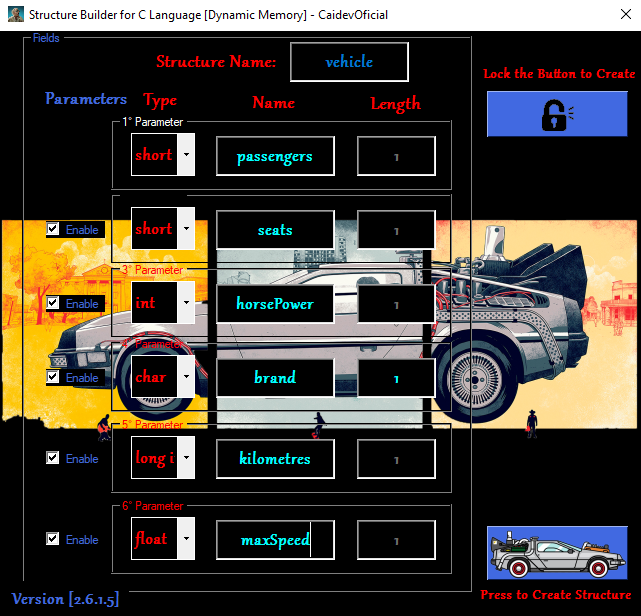 Structure Builder for C Language [Dynamic Memory] - CaidevOficial
Fields
Structure Name: vehicle
Lock the Button to Create
Parameters Type Name Length
1° Parameter
short passengers 1
Enable short seats 1
3° Parameter
Enable int horsePower 1
Parameter
Enable char brand 1
5° Parameter
Enable long i kilometres 1
6° Parameter
Enable float maxSpeed 1
Press to Create Structure
Version [2.6.1.5]